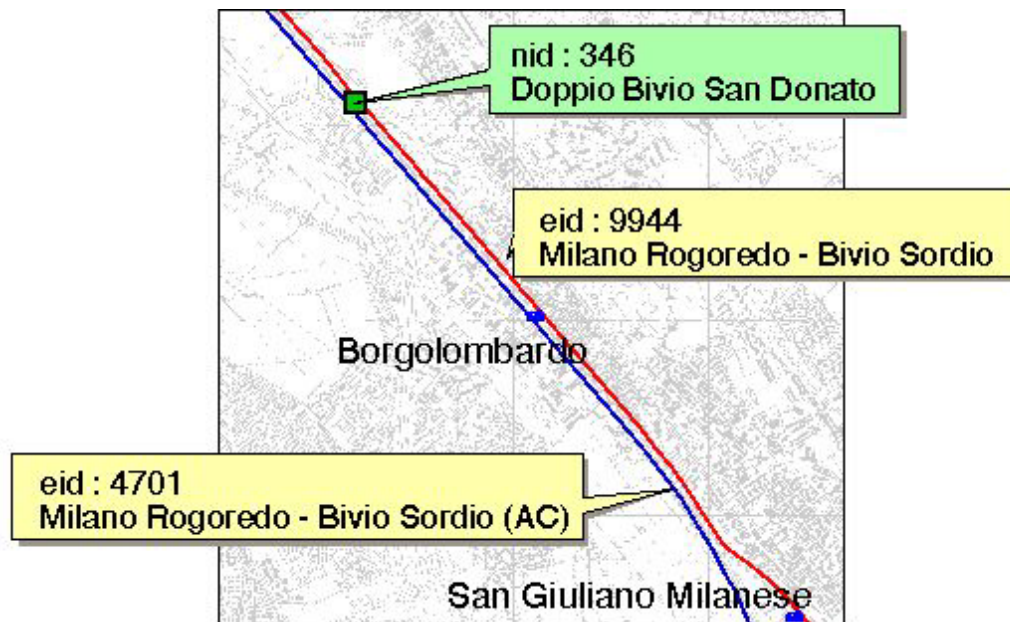 nid : 346
Doppio Bivio San Donato
eid : 9944
Milano Rogoredo - Bivio Sordio
Borgolombardo
eid : 4701
Milano Rogoredo - Bivio Sordio (AC)
San Giuliano Milanese